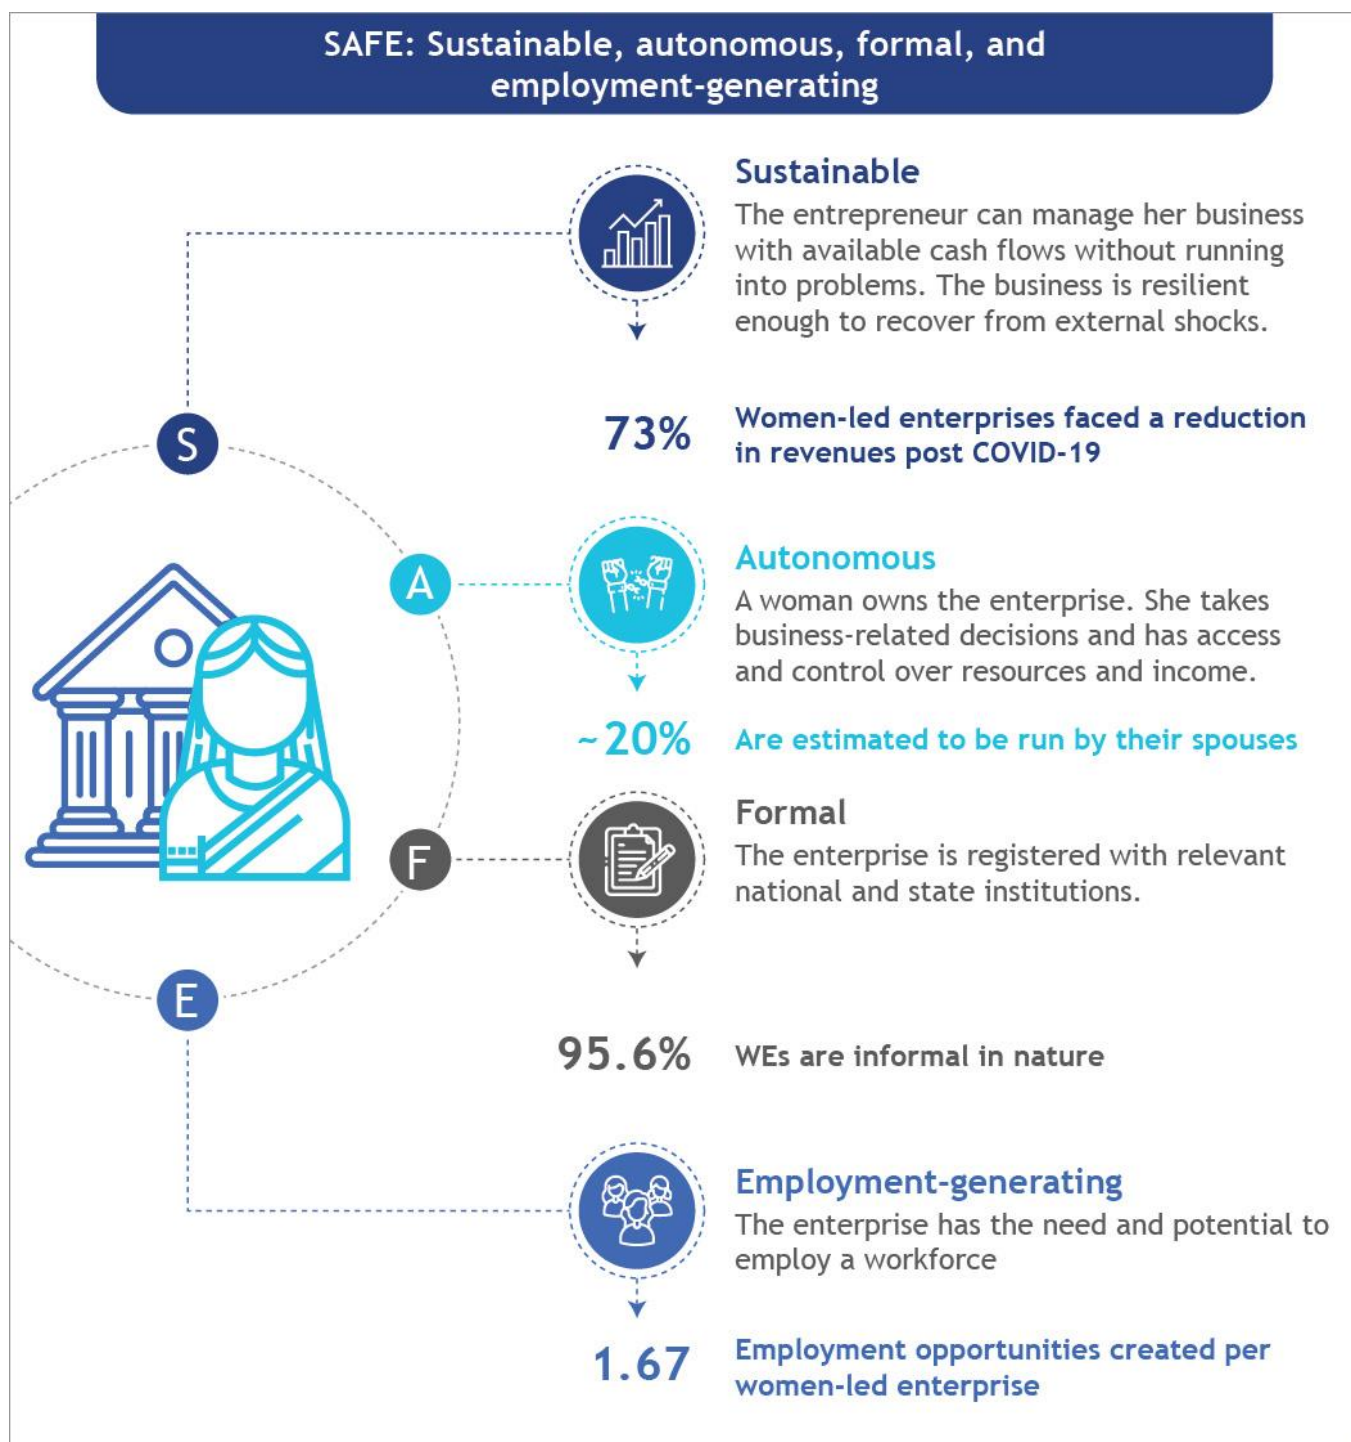 SAFE: Sustainable, autonomous, formal, and
employment-generating
Sustainable
The entrepreneur can manage her business
with available cash flows without running
into problems. The business is resilient
enough to recover from external shocks.
73%
Women-led enterprises faced a reduction
in revenues post COVID-19
S
A
Autonomous
A woman owns the enterprise. She takes
business-related decisions and has access
and control over resources and income.
~20%
Are estimated to be run by their spouses
F
Formal
The enterprise is registered with relevant
national and state institutions.
E
95.6%
WEs are informal in nature
Employment-generating
The enterprise has the need and potential to
employ a workforce
1.67
Employment opportunities created per
women-led enterprise